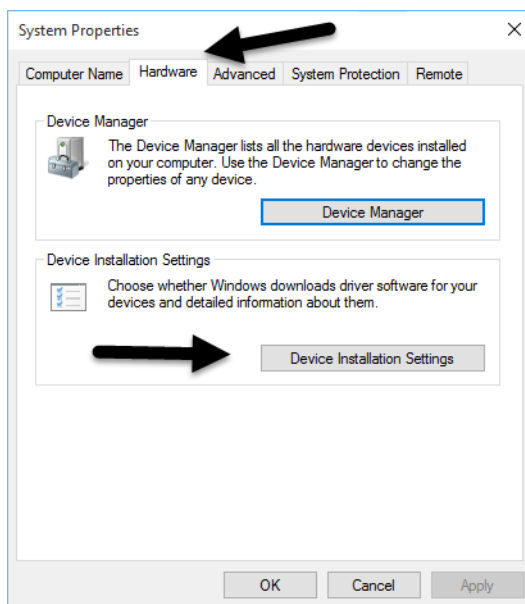 System Properties
Computer Name Hardware Advanced System Protection Remote
Device Manager
The Device Manager lists all the hardware devices installed
on your computer. Use the Device Manager to change the
properties of any device.
Device Manager
Device Installation Settings
Choose whether Windows downloads driver software for your
devices and detailed information about them.
Device Installation Settings
OK Cancel Apply